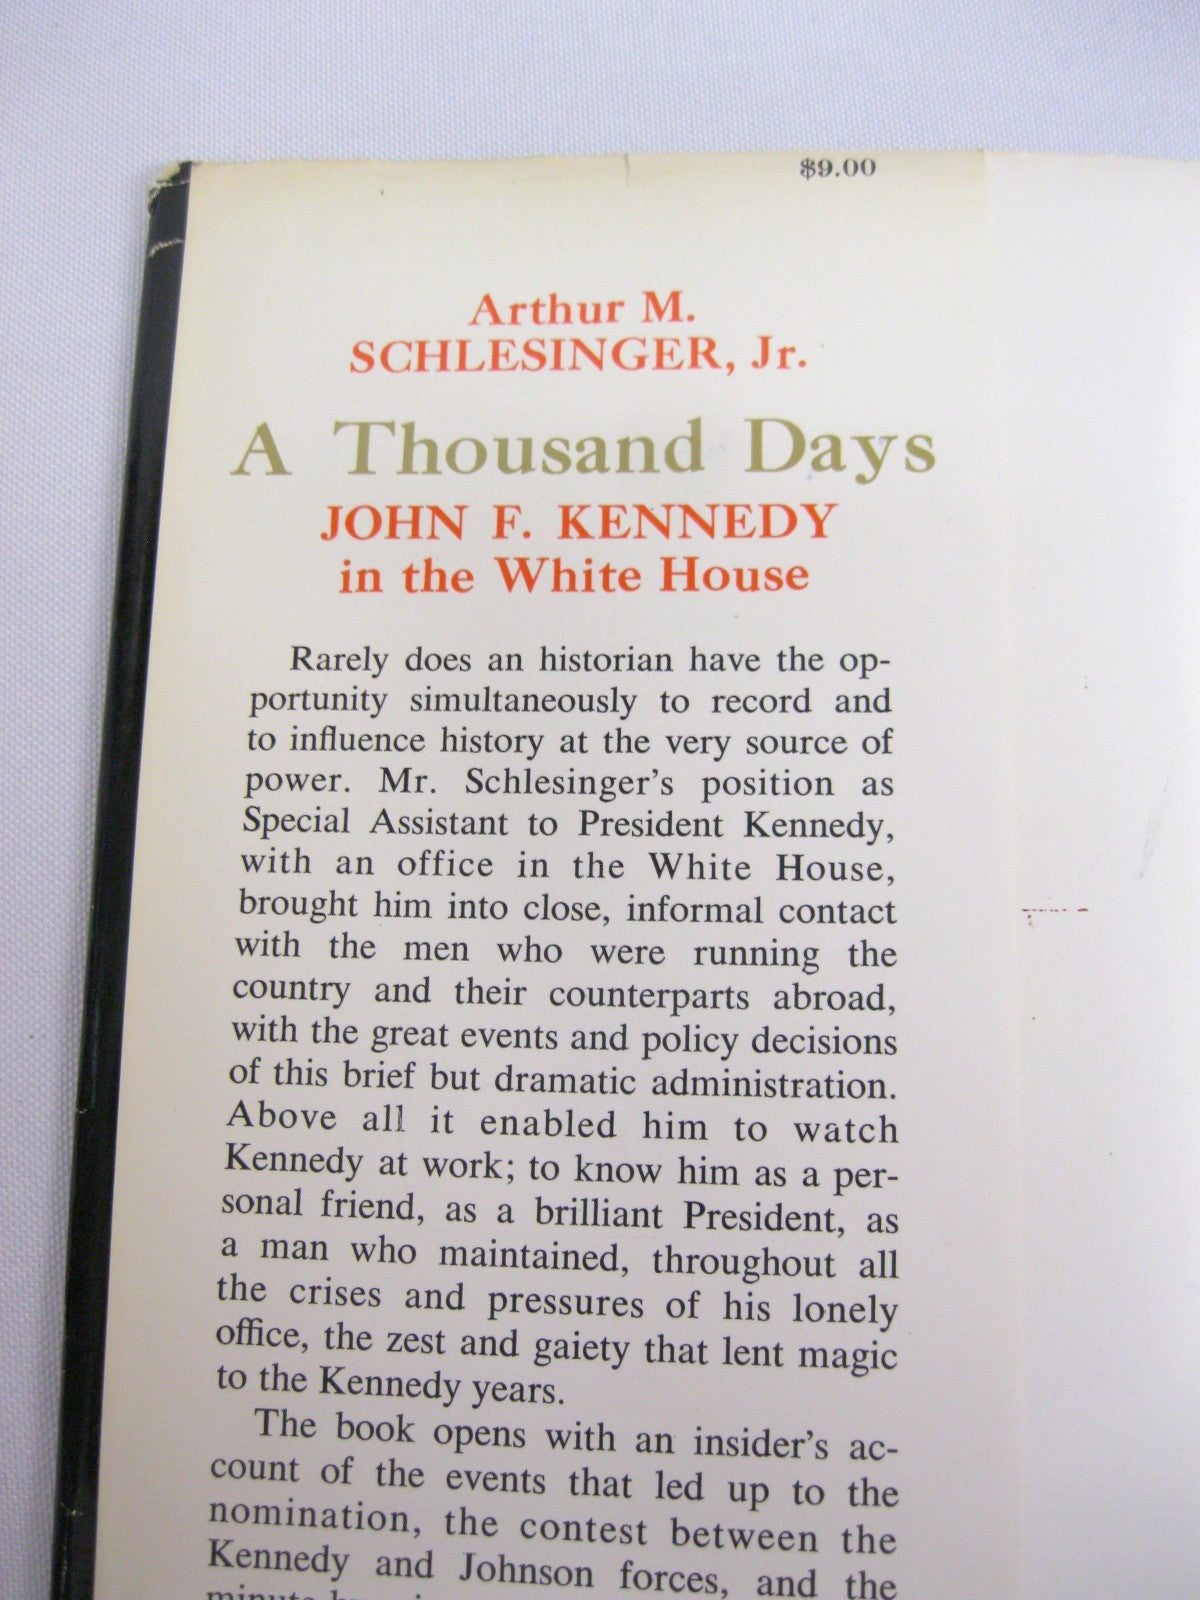 $9.00
Arthur M.
SCHLESINGER, Jr.
A Thousand Days
JOHN F. KENNEDY
in the White House
Rarely does an historian have the op-
portunity simultaneously to record and
to influence history at the very source of
power. Mr. Schlesinger's position as
Special Assistant to President Kennedy,
with an office in the White House,
brought him into close, informal contact
with the men who were running the
country and their counterparts abroad,
with the great events and policy decisions
of this brief but dramatic administration.
Above all it enabled him to watch
Kennedy at work; to know him as a per-
sonal friend, as a brilliant President, as
a man who maintained, throughout all
the crises and pressures of his lonely
office, the zest and gaiety that lent magic
to the Kennedy years.
The book opens with an insider's ac-
count of the events that led up to the
nomination, the contest between the
Kennedy and Johnson forces, and the